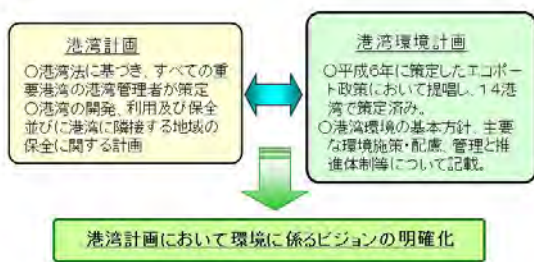 港湾計画
○港湾法に基づき、すべての重
要港湾の港湾管理者が策定
○港湾の開発、利用及び保全
並びに港湾に隣接する地域の
保全に関する計画
港湾環境計画
○平成6年に策定したエコポー
ト政策において提唱し、14港
湾で策定済み。
○港湾環境の基本方針、主要
な環境施策・配慮、管理と推
進体制等について記載。
港湾計画において環境に係るビジョンの明確化